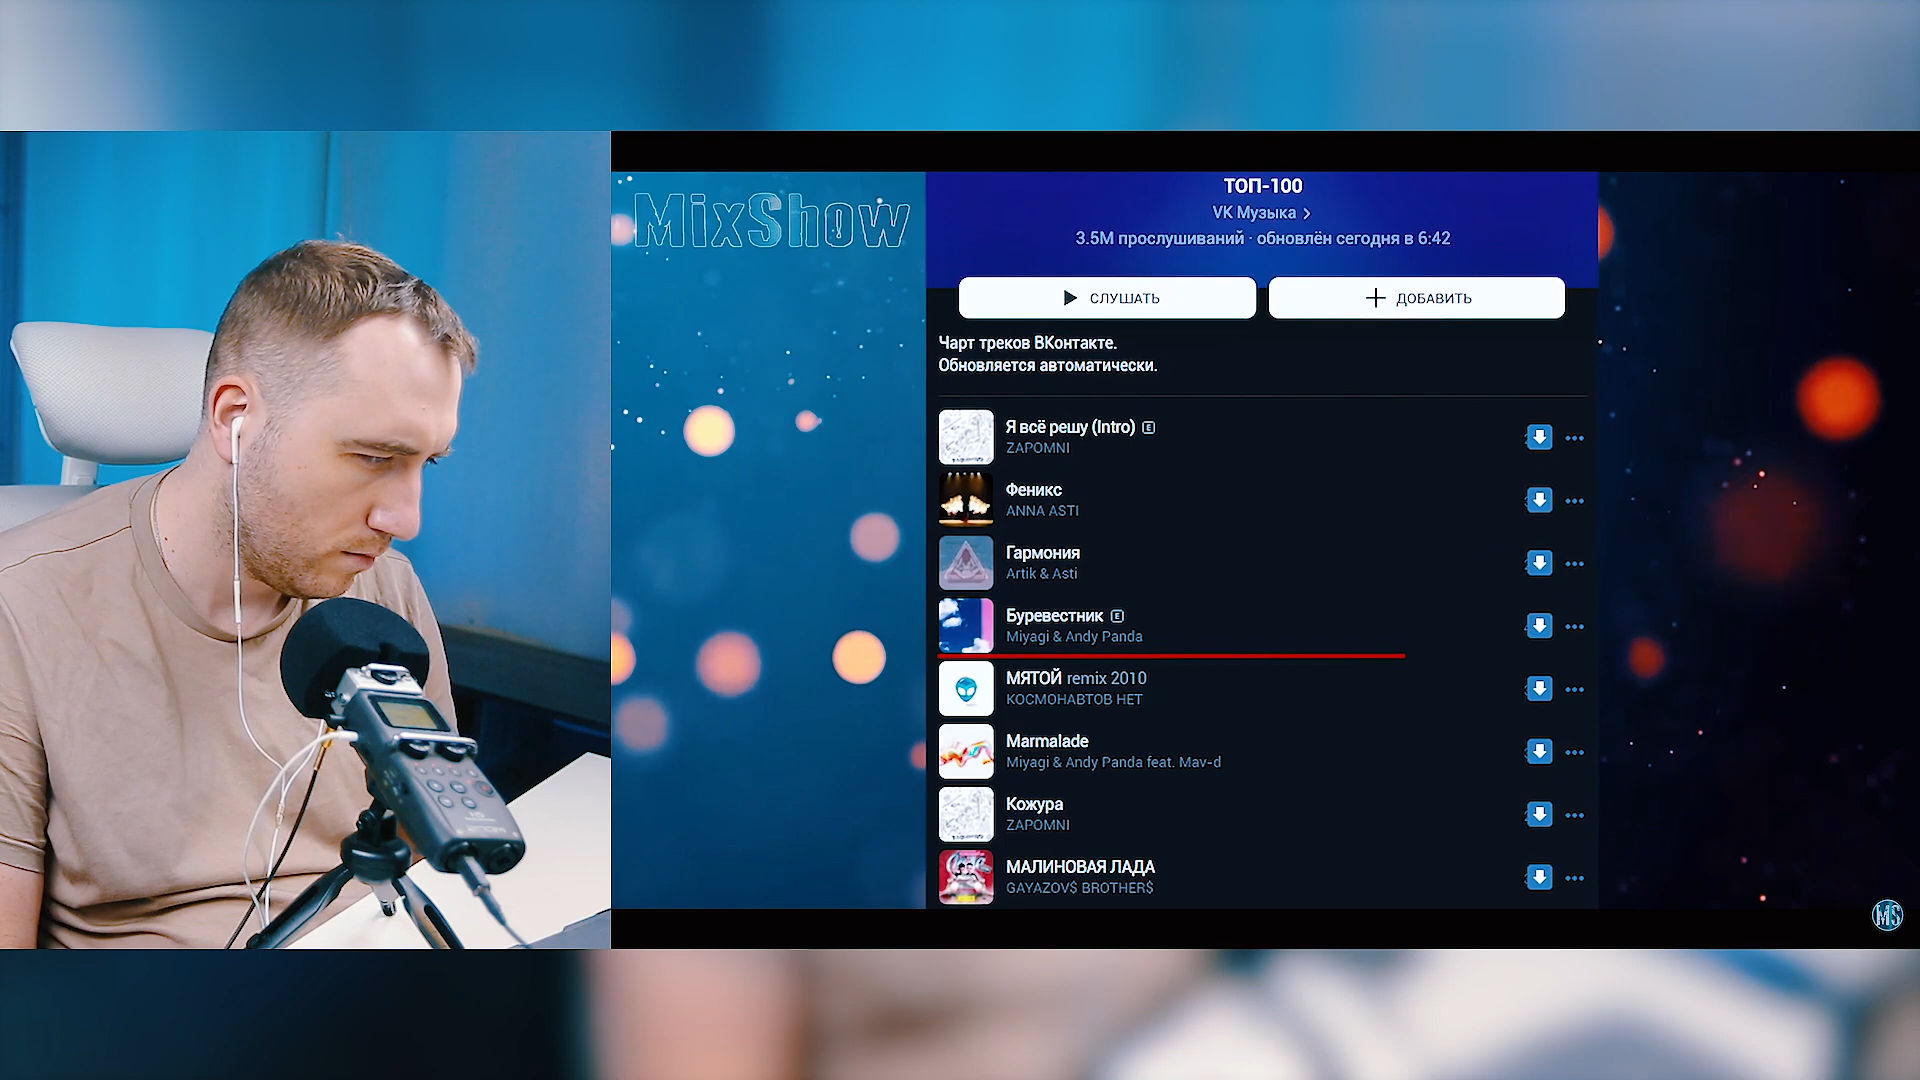 MixShow
ТОП-100
VK Музыка
3.5M прослушиваний · обновлён сегодня в 6:42
СЛУШАТЬ
ДОБАВИТЬ
Чарт треков ВКонтакте.
Обновляется автоматически.
Я всё решу (Intro) E
ZAPOMNI
Феникс
ANNA ASTI
Гармония
Artik & Asti
Буревестник E
Miyagi & Andy Panda
МЯТОЙ remix 2010
КОСМОНАВТОВ НЕТ
Marmalade
Miyagi & Andy Panda feat. Mav-d
Кожура
ZAPOMNI
МАЛИНОВАЯ ЛАДА
GAYAZOV$ BROTHER$
MS